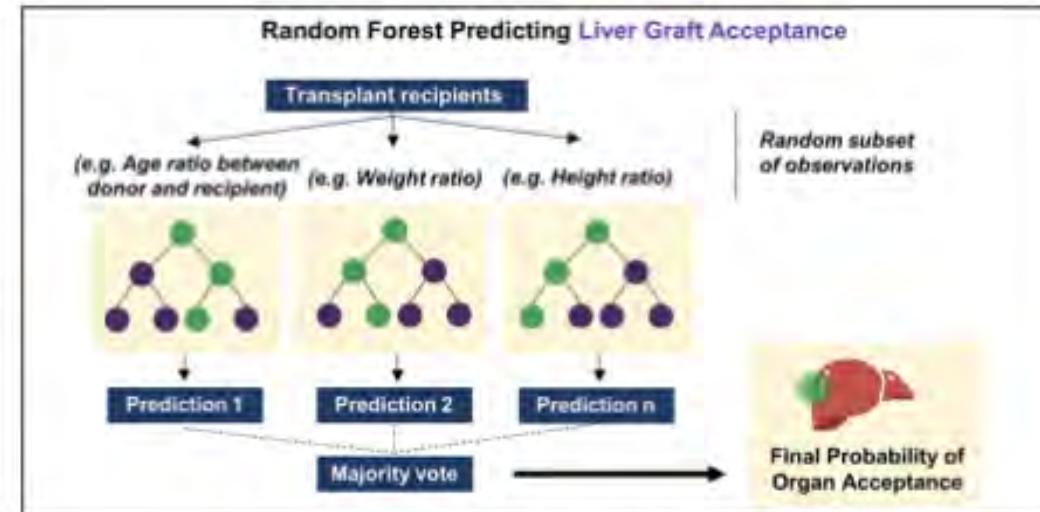 Random Forest Predicting Liver Graft Acceptance
Transplant recipients
Random subset
of observations
(e.g. Age ratio between
donor and recipient)
(e.g. Weight ratio)
(e.g. Height ratio)
Prediction 1
Prediction 2
Prediction n
Majority vote
Final Probability of
Organ Acceptance